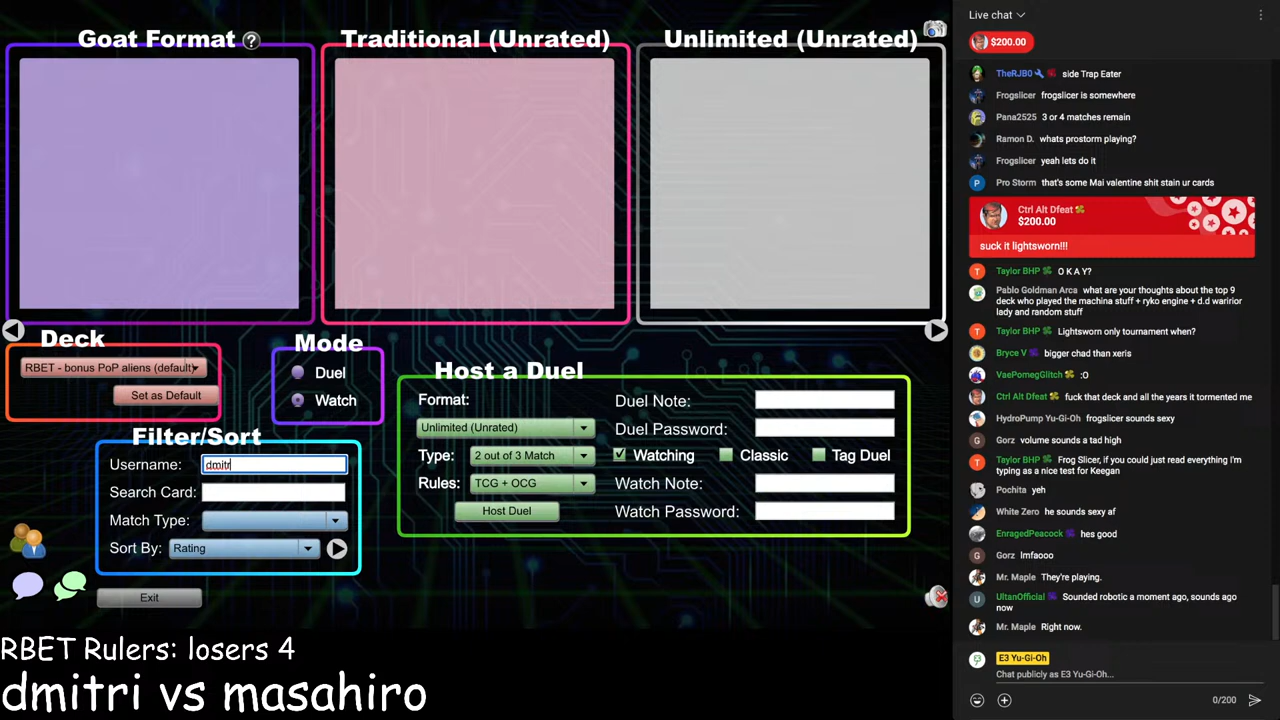 Goat Format ?
Traditional (Unrated)
Unlimited (Unrated)
Deck
RBET - bonus PoP aliens (default)
Set as Default
Mode
Duel
Watch
Filter/Sort
Username:
dmitr
Search Card:
Match Type:
Sort By:
Rating
Exit
Host a Duel
Format:
Unlimited (Unrated)
Type:
2 out of 3 Match
Rules:
TCG + OCG
Host Duel
Duel Note:
Duel Password:
Watching
Classic
Tag Duel
Watch Note:
Watch Password:
RBET Rulers: losers 4
dmitri vs masahiro
Live chat
$200.00
TheRJB0 side Trap Eater
Frogslicer frogslicer is somewhere
Pana2525 3 or 4 matches remain
Ramon D. whats prostorm playing?
Frogslicer yeah lets do it
P Pro Storm that's some Mai valentine shit stain ur cards
Ctrl Alt Dfeat
$200.00
suck it lightsworn!!!
T Taylor BHP O K A Y?
Pablo Goldman Arca what are your thoughts about the top 9
deck who played the machina stuff + ryko engine + d.d waririor
lady and random stuff
T Taylor BHP Lightsworn only tournament when?
Bryce V bigger chad than xeris
VaePomegGlitch :O
Ctrl Alt Dfeat fuck that deck and all the years it tormented me
HydroPump Yu-Gi-Oh frogslicer sounds sexy
G Gorz volume sounds a tad high
T Taylor BHP Frog Slicer, if you could just read everything I'm
typing as a nice test for Keegan
Pochita yeh
White Zero he sounds sexy af
EnragedPeacock hes good
G Gorz lmfaooo
Mr. Maple They're playing.
U UltanOfficial Sounded robotic a moment ago, sounds ago
now
Mr. Maple Right now.
E3 Yu-Gi-Oh
Chat publicly as E3 Yu-Gi-Oh...
0/200